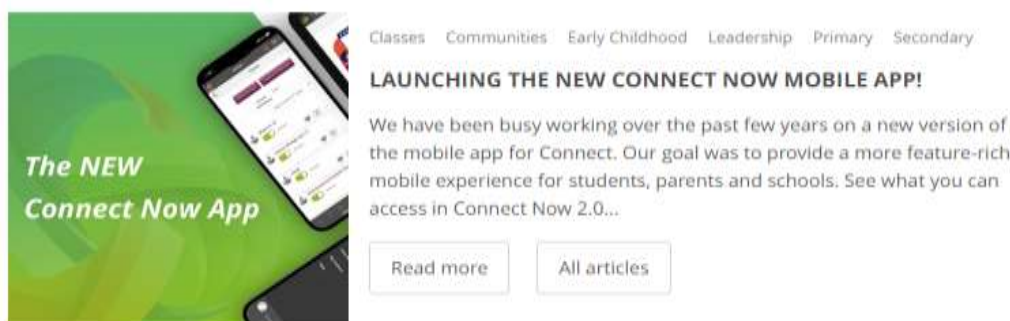 The NEW
Connect Now App
Classes Communities Early Childhood Leadership Primary Secondary
LAUNCHING THE NEW CONNECT NOW MOBILE APP!
We have been busy working over the past few years on a new version of
the mobile app for Connect. Our goal was to provide a more feature-rich
mobile experience for students, parents and schools. See what you can
access in Connect Now 2.0...
Read more All articles